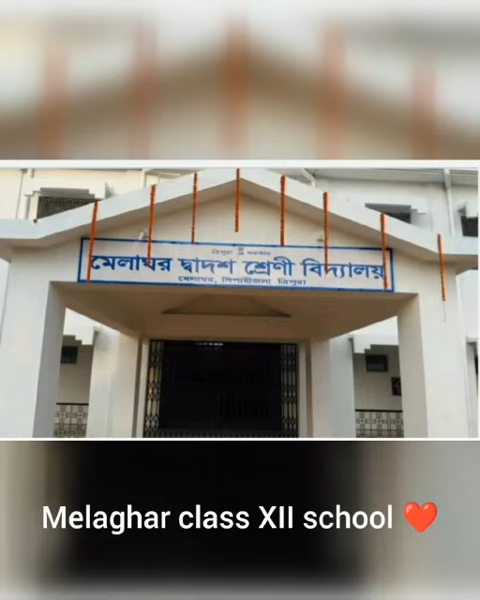 ত্রিপুরা সরকার
মেলাঘর দ্বাদশ শ্রেণী বিদ্যালয়
মেলাঘর, সিপাহীজলা ত্রিপুরা
Melaghar class XII school ❤️